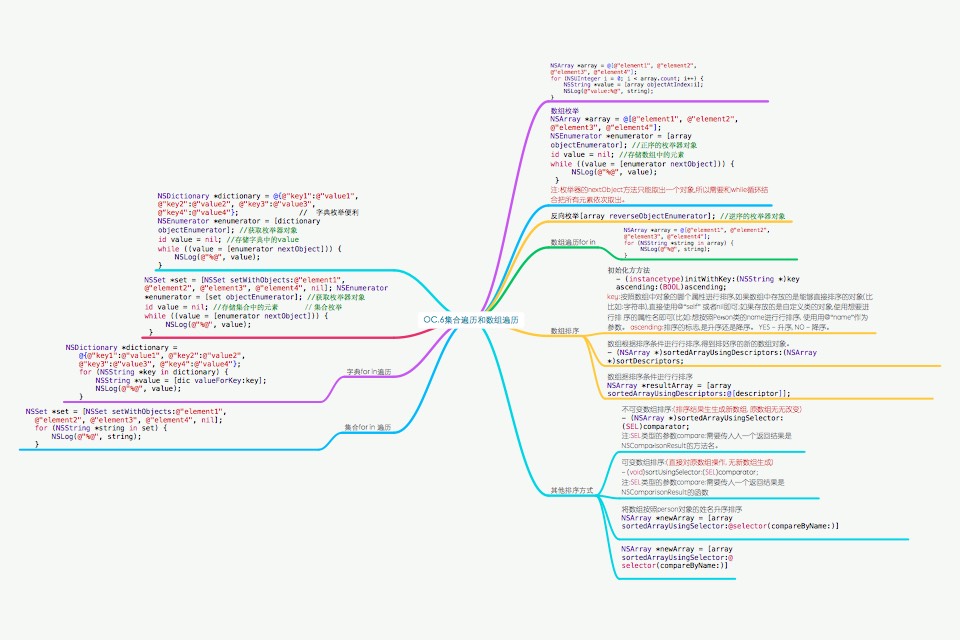 OC.6集合遍历和数组遍历
NSArray *array = @[@"element1", @"element2",
@"element3", @"element4"];
for (NSUInteger i = 0; i < array.count; i++) {
NSString *value = [array objectAtIndex:i];
NSLog(@"value:%@", string);
}
数组枚举
NSArray *array = @[@"element1", @"element2",
@"element3", @"element4"];
NSEnumerator *enumerator = [array
objectEnumerator]; //正序的枚举器对象
id value = nil; //存储数组中的元素
while ((value = [enumerator nextObject])) {
NSLog(@"%@", value);
}
注:枚举器的nextObject方法只能取出一个对象,所以需要和while循环结
合把所有元素依次取出。
反向枚举[array reverseObjectEnumerator]; //逆序的枚举器对象
数组遍历for in
NSArray *array = @[@"element1", @"element2",
@"element3", @"element4"];
for (NSString *string in array) {
NSLog(@"%@", string);
}
数组排序
初始化方法
- (instancetype)initWithKey:(NSString *)key
ascending:(BOOL)ascending;
key:按照数组中对象的哪个属性进行排序,如果数组中存放的是能够直接排序的对象(比
比如:字符串),直接使用@"self" 或者nil即可;如果存放的是自定义类的对象,使用想要进
行排 序的属性名即可(比如:想按照Person类的name进行行排序, 使用用@"name"作为
参数。 ascending:排序的标志,是升序还是降序。 YES - 升序, NO - 降序。
数组根据排序条件进行行排序,得到排好序的新的数组对象。
- (NSArray *)sortedArrayUsingDescriptors:(NSArray
*)sortDescriptors;
数组跟排序条件进行行排序
NSArray *resultArray = [array
sortedArrayUsingDescriptors:@[descriptor]];
其他排序方式
不可变数组排序:(排序结果生生成新数组, 原数组无无改变)
- (NSArray *)sortedArrayUsingSelector:
(SEL)comparator;
注:SEL类型的参数compare:需要传人人一个返回结果是
NSComparisonResult的方法名。
可变数组排序:(直接对原数组操作, 无新数组生成)
- (void)sortUsingSelector:(SEL)comparator;
注:SEL类型的参数compare:需要传人一个返回结果是
NSComparisonResult的函数
将数组按照person对象的姓名升序排序
NSArray *newArray = [array
sortedArrayUsingSelector:@selector(compareByName:)]
NSArray *newArray = [array
sortedArrayUsingSelector:@
selector(compareByName:)]
NSDictionary *dictionary = @{@"key1":@"value1",
@"key2":@"value2", @"key3":@"value3",
@"key4":@"value4"}; // 字典枚举便利
NSEnumerator *enumerator = [dictionary
objectEnumerator]; //获取枚举器对象
id value = nil; //存储字典中的value
while ((value = [enumerator nextObject])) {
NSLog(@"%@", value);
}
NSSet *set = [NSSet setWithObjects:@"element1",
@"element2", @"element3", @"element4", nil]; NSEnumerator
*enumerator = [set objectEnumerator]; //获取枚举器对象
id value = nil; //存储集合中的元素 //集合枚举
while ((value = [enumerator nextObject])) {
NSLog(@"%@", value);
}
字典for in 遍历
NSDictionary *dictionary =
@{@"key1":@"value1", @"key2":@"value2",
@"key3":@"value3", @"key4":@"value4"};
for (NSString *key in dictionary) {
NSString *value = [dic valueForKey:key];
NSLog(@"%@", value);
}
集合for in 遍历
NSSet *set = [NSSet setWithObjects:@"element1",
@"element2", @"element3", @"element4", nil];
for (NSString *string in set) {
NSLog(@"%@", string);
}